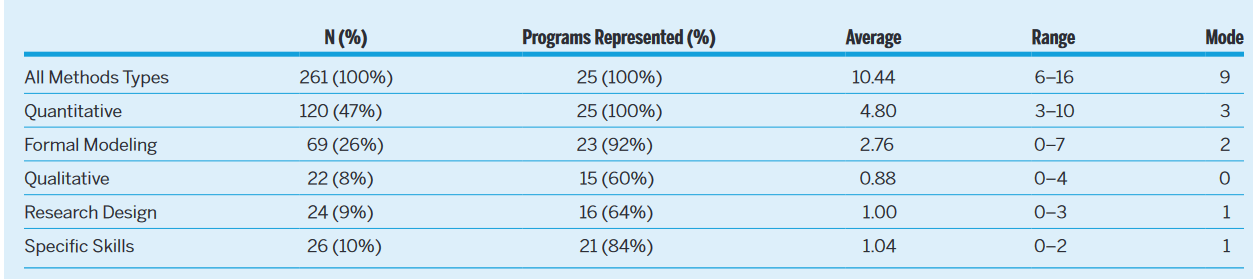 N (%) Programs Represented (%) Average Range Mode
All Methods Types 261 (100%) 25 (100%) 10.44 6–16 9
Quantitative 120 (47%) 25 (100%) 4.80 3–10 3
Formal Modeling 69 (26%) 23 (92%) 2.76 0–7 2
Qualitative 22 (8%) 15 (60%) 0.88 0–4 0
Research Design 24 (9%) 16 (64%) 1.00 0–3 1
Specific Skills 26 (10%) 21 (84%) 1.04 0–2 1